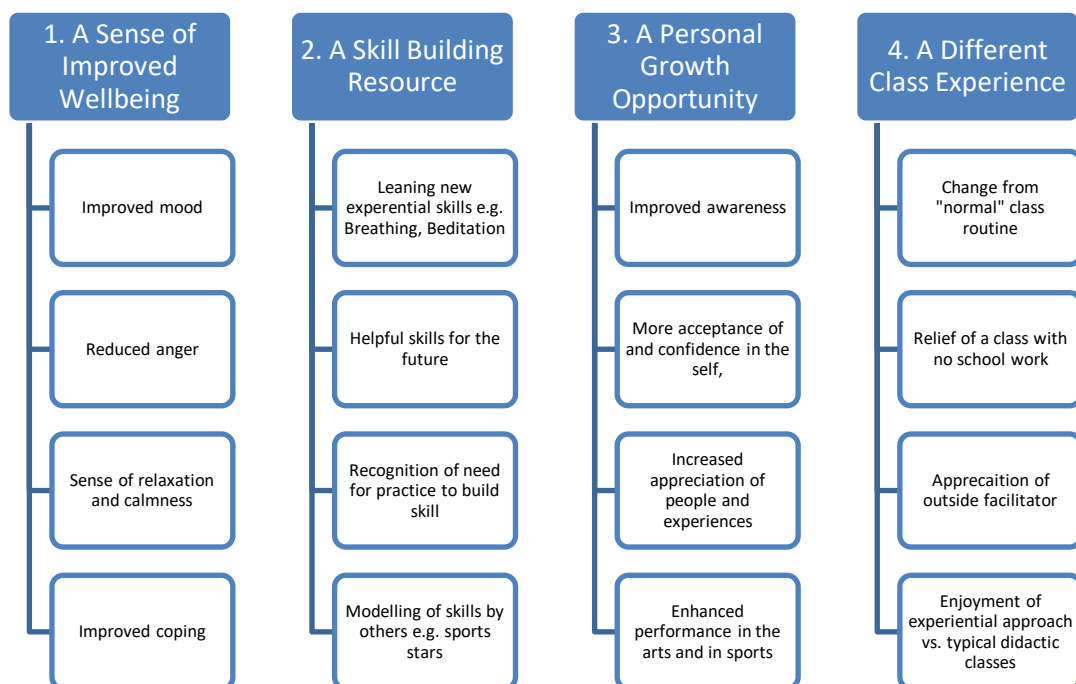 1. A Sense of
Improved
Wellbeing
Improved mood
Reduced anger
Sense of relaxation
and calmness
Improved coping
2. A Skill Building
Resource
Leaning new
experential skills e.g.
Breathing, Beditation
Helpful skills for the
future
Recognition of need
for practice to build
skill
Modelling of skills by
others e.g. sports
stars
3. A Personal
Growth
Opportunity
Improved awareness
More acceptance of
and confidence in the
self,
Increased
appreciation of
people and
experiences
Enhanced
performance in the
arts and in sports
4. A Different
Class Experience
Change from
"normal" class
routine
Relief of a class with
no school work
Apprecaition of
outside facilitator
Enjoyment of
experiential approach
vs. typical didactic
classes